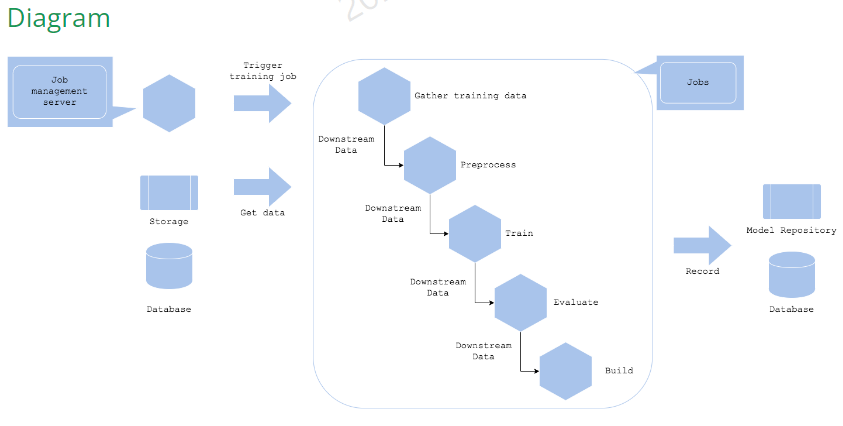 Diagram
Job
management
server
Trigger
training job
Jobs
Gather training data
Downstream
Data
Preprocess
Downstream
Data
Get data
Storage
Train
Model Repository
Downstream
Data
Record
Database
Evaluate
Database
Downstream
Data
Build